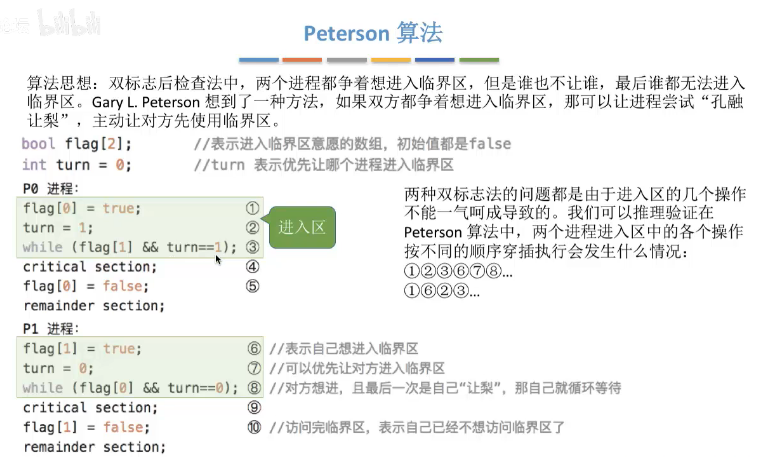 bilibili
Peterson 算法
算法思想：双标志后检查法中，两个进程都争着想进入临界区，但是谁也不让谁，最后谁都无法进入
临界区。Gary L. Peterson 想到了一种方法，如果双方都争着想进入临界区，那可以让进程尝试“孔融
让梨”，主动让对方先使用临界区。
bool flag[2]; //表示进入临界区意愿的数组，初始值都是false
int turn = 0; //turn 表示优先让哪个进程进入临界区
P0 进程:
flag[0] = true; ①
turn = 1; ②
while (flag[1] && turn==1); ③
critical section; ④
flag[0] = false; ⑤
remainder section;
进入区
两种双标志法的问题都是由于进入区的几个操作
不能一气呵成导致的。我们可以推理验证在
Peterson 算法中，两个进程进入区中的各个操作
按不同的顺序穿插执行会发生什么情况：
①②③⑥⑦⑧...
①⑥②③...
P1 进程:
flag[1] = true; ⑥ //表示自己想进入临界区
turn = 0; ⑦ //可以优先让对方进入临界区
while (flag[0] && turn==0); ⑧ //对方想进，且最后一次是自己“让梨”，那自己就循环等待
critical section; ⑨
flag[1] = false; ⑩ //访问完临界区，表示自己已经不想访问临界区了
remainder section;